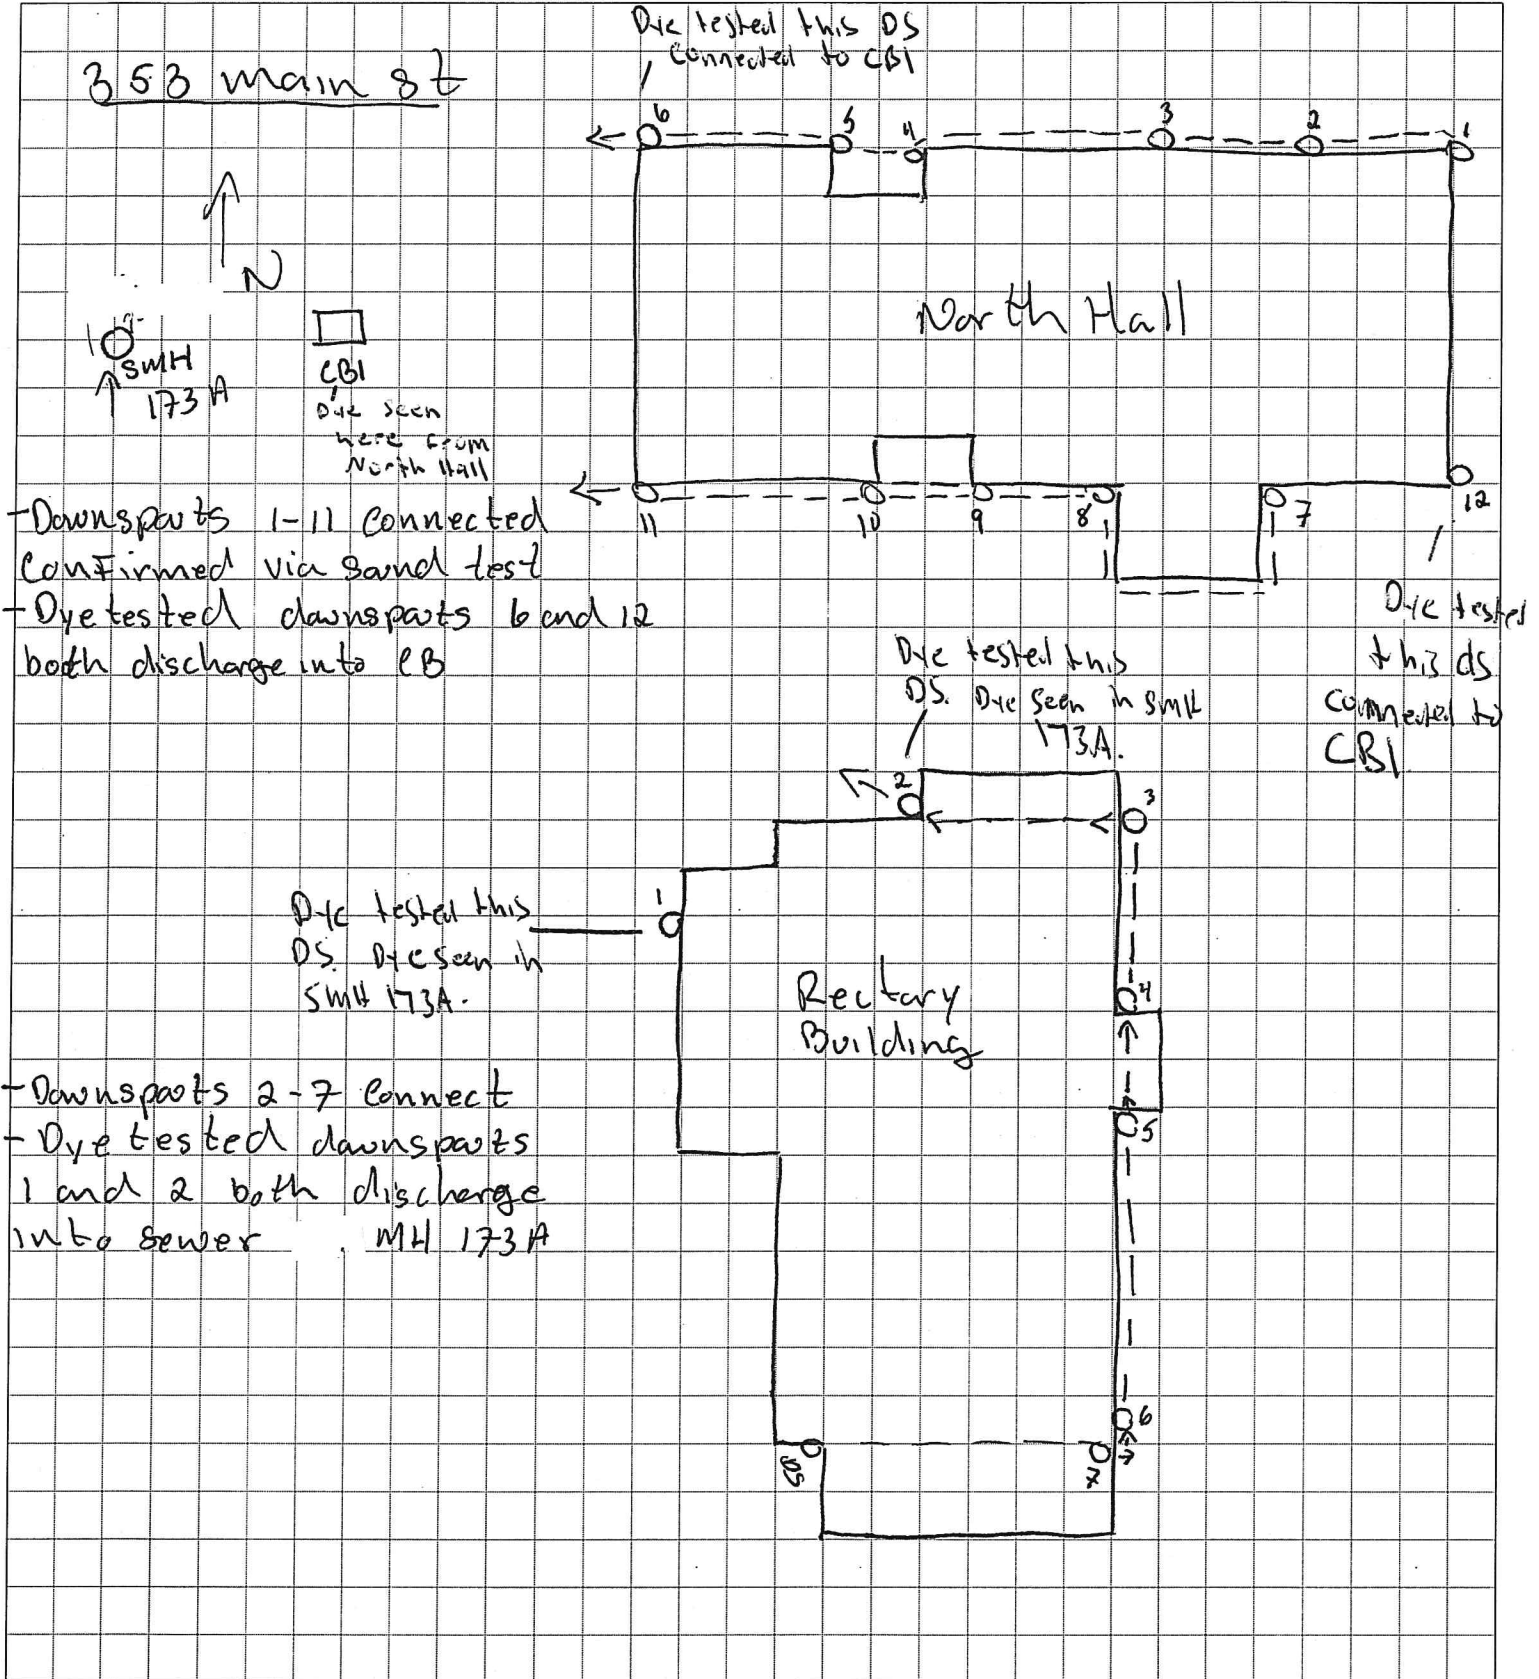 353 main st
Dye tested this DS
Connected to CB1
6
5
4
3
2
1
N
North Hall
SMH
173A
CB1
Dye seen
here from
North Hall
11
10
9
8
7
12
-Downspouts 1-11 Connected
Confirmed via sound test
-Dye tested downspouts 6 and 12
both discharge into CB
Dye tested
this ds
connected to
CB1
Dye tested this
DS. Dye seen in SMH
173A.
2
3
1
Dye tested this
DS. Dye seen in
SMH 173A.
4
Rectory
Building
5
-Downspouts 2-7 Connect
-Dye tested downspouts
1 and 2 both discharge
into sewer . MH 173A
6
7
8